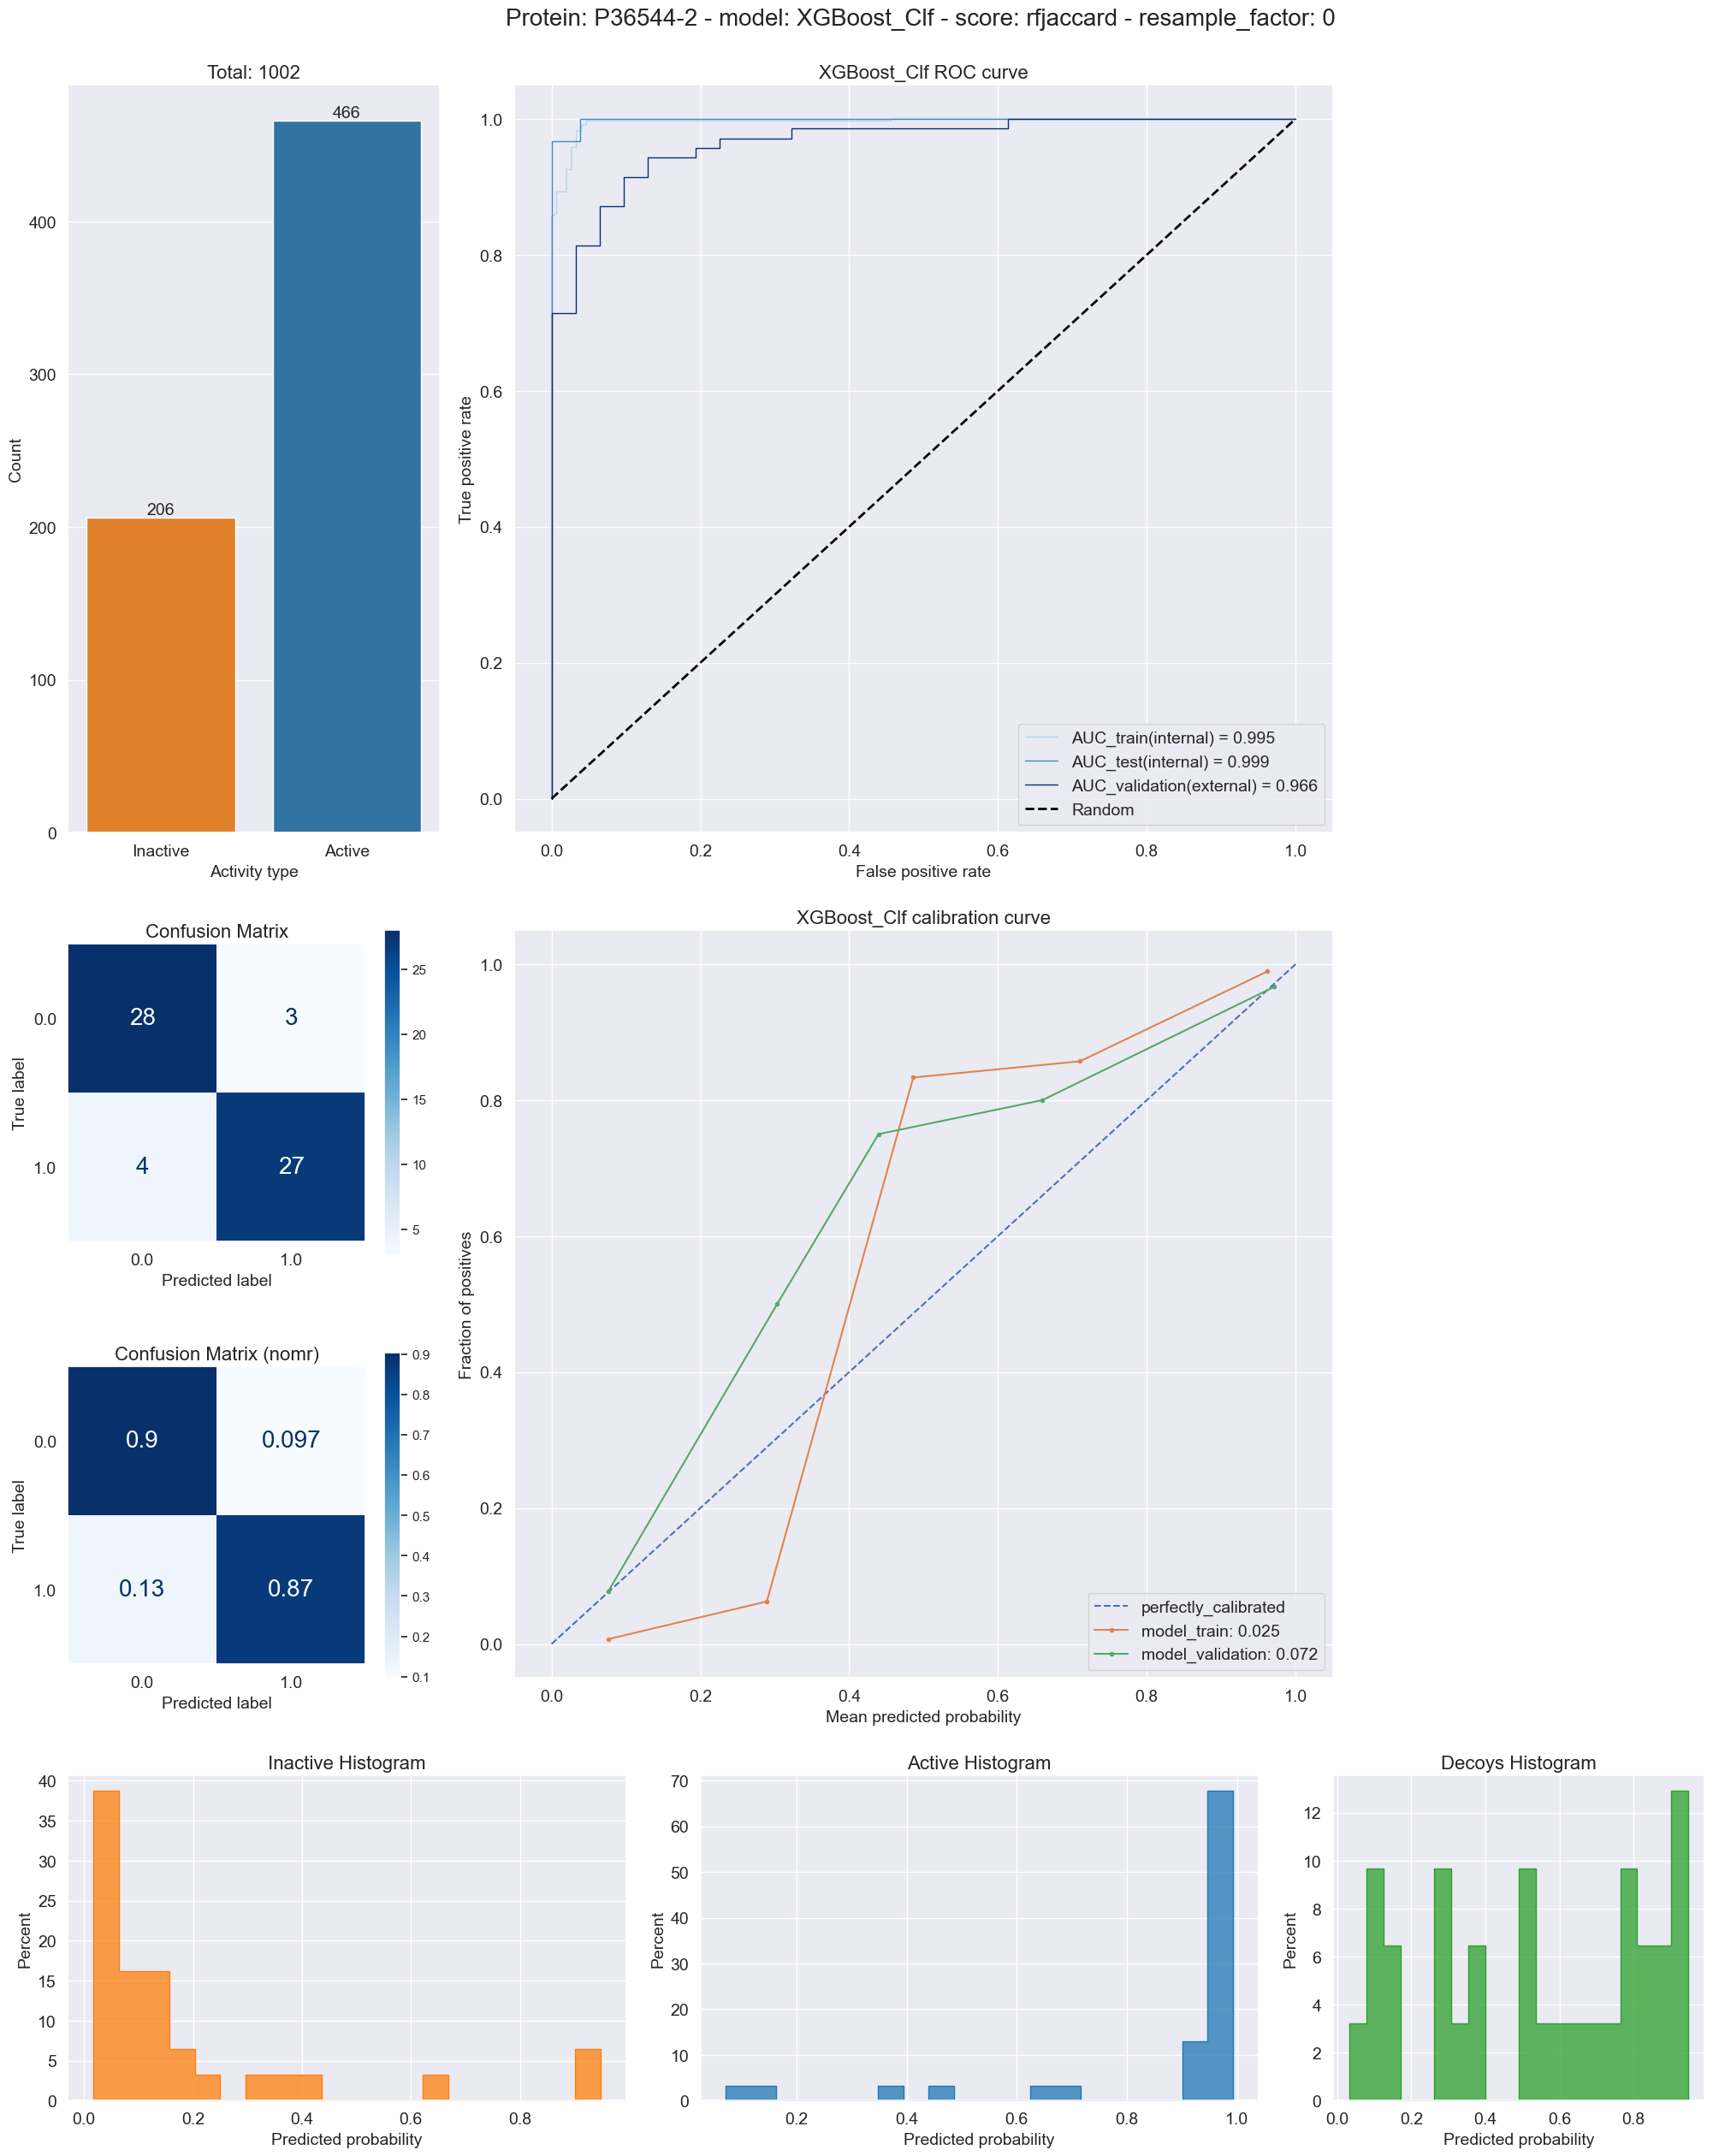 Protein: P36544-2 - model: XGBoost_Clf - score: rfjaccard - resample_factor: 0
Total: 1002
466
206
400
300
200
100
0
Count
Inactive Active
Activity type
XGBoost_Clf ROC curve
1.0
0.8
0.6
0.4
0.2
0.0
True positive rate
AUC_train(internal) = 0.995
AUC_test(internal) = 0.999
AUC_validation(external) = 0.966
Random
0.0 0.2 0.4 0.6 0.8 1.0
False positive rate
Confusion Matrix
28 3
4 27
0.0
1.0
True label
0.0 1.0
Predicted label
25
20
15
10
5
Confusion Matrix (nomr)
0.9 0.097
0.13 0.87
0.0
1.0
True label
0.0 1.0
Predicted label
0.9
0.8
0.7
0.6
0.5
0.4
0.3
0.2
0.1
XGBoost_Clf calibration curve
1.0
0.8
0.6
0.4
0.2
0.0
Fraction of positives
perfectly_calibrated
model_train: 0.025
model_validation: 0.072
0.0 0.2 0.4 0.6 0.8 1.0
Mean predicted probability
Inactive Histogram
40
35
30
25
20
15
10
5
0
Percent
0.0 0.2 0.4 0.6 0.8
Predicted probability
Active Histogram
70
60
50
40
30
20
10
0
Percent
0.2 0.4 0.6 0.8 1.0
Predicted probability
Decoys Histogram
12
10
8
6
4
2
0
Percent
0.0 0.2 0.4 0.6 0.8
Predicted probability